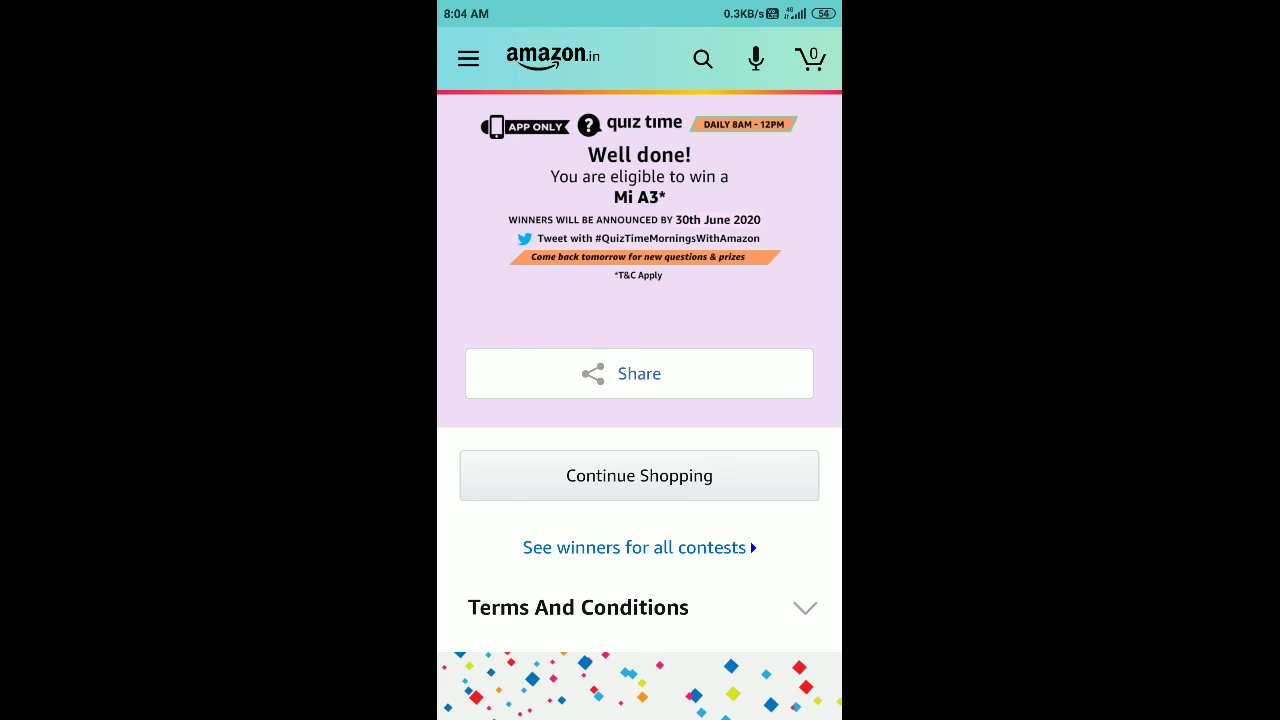 8:04 AM 0.3KB/s VoLTE 4G 54
amazon.in 0
APP ONLY ? quiz time DAILY 8AM - 12PM
Well done!
You are eligible to win a
Mi A3*
WINNERS WILL BE ANNOUNCED BY 30th June 2020
Tweet with #QuizTimeMorningsWithAmazon
Come back tomorrow for new questions & prizes
*T&C Apply
Share
Continue Shopping
See winners for all contests
Terms And Conditions